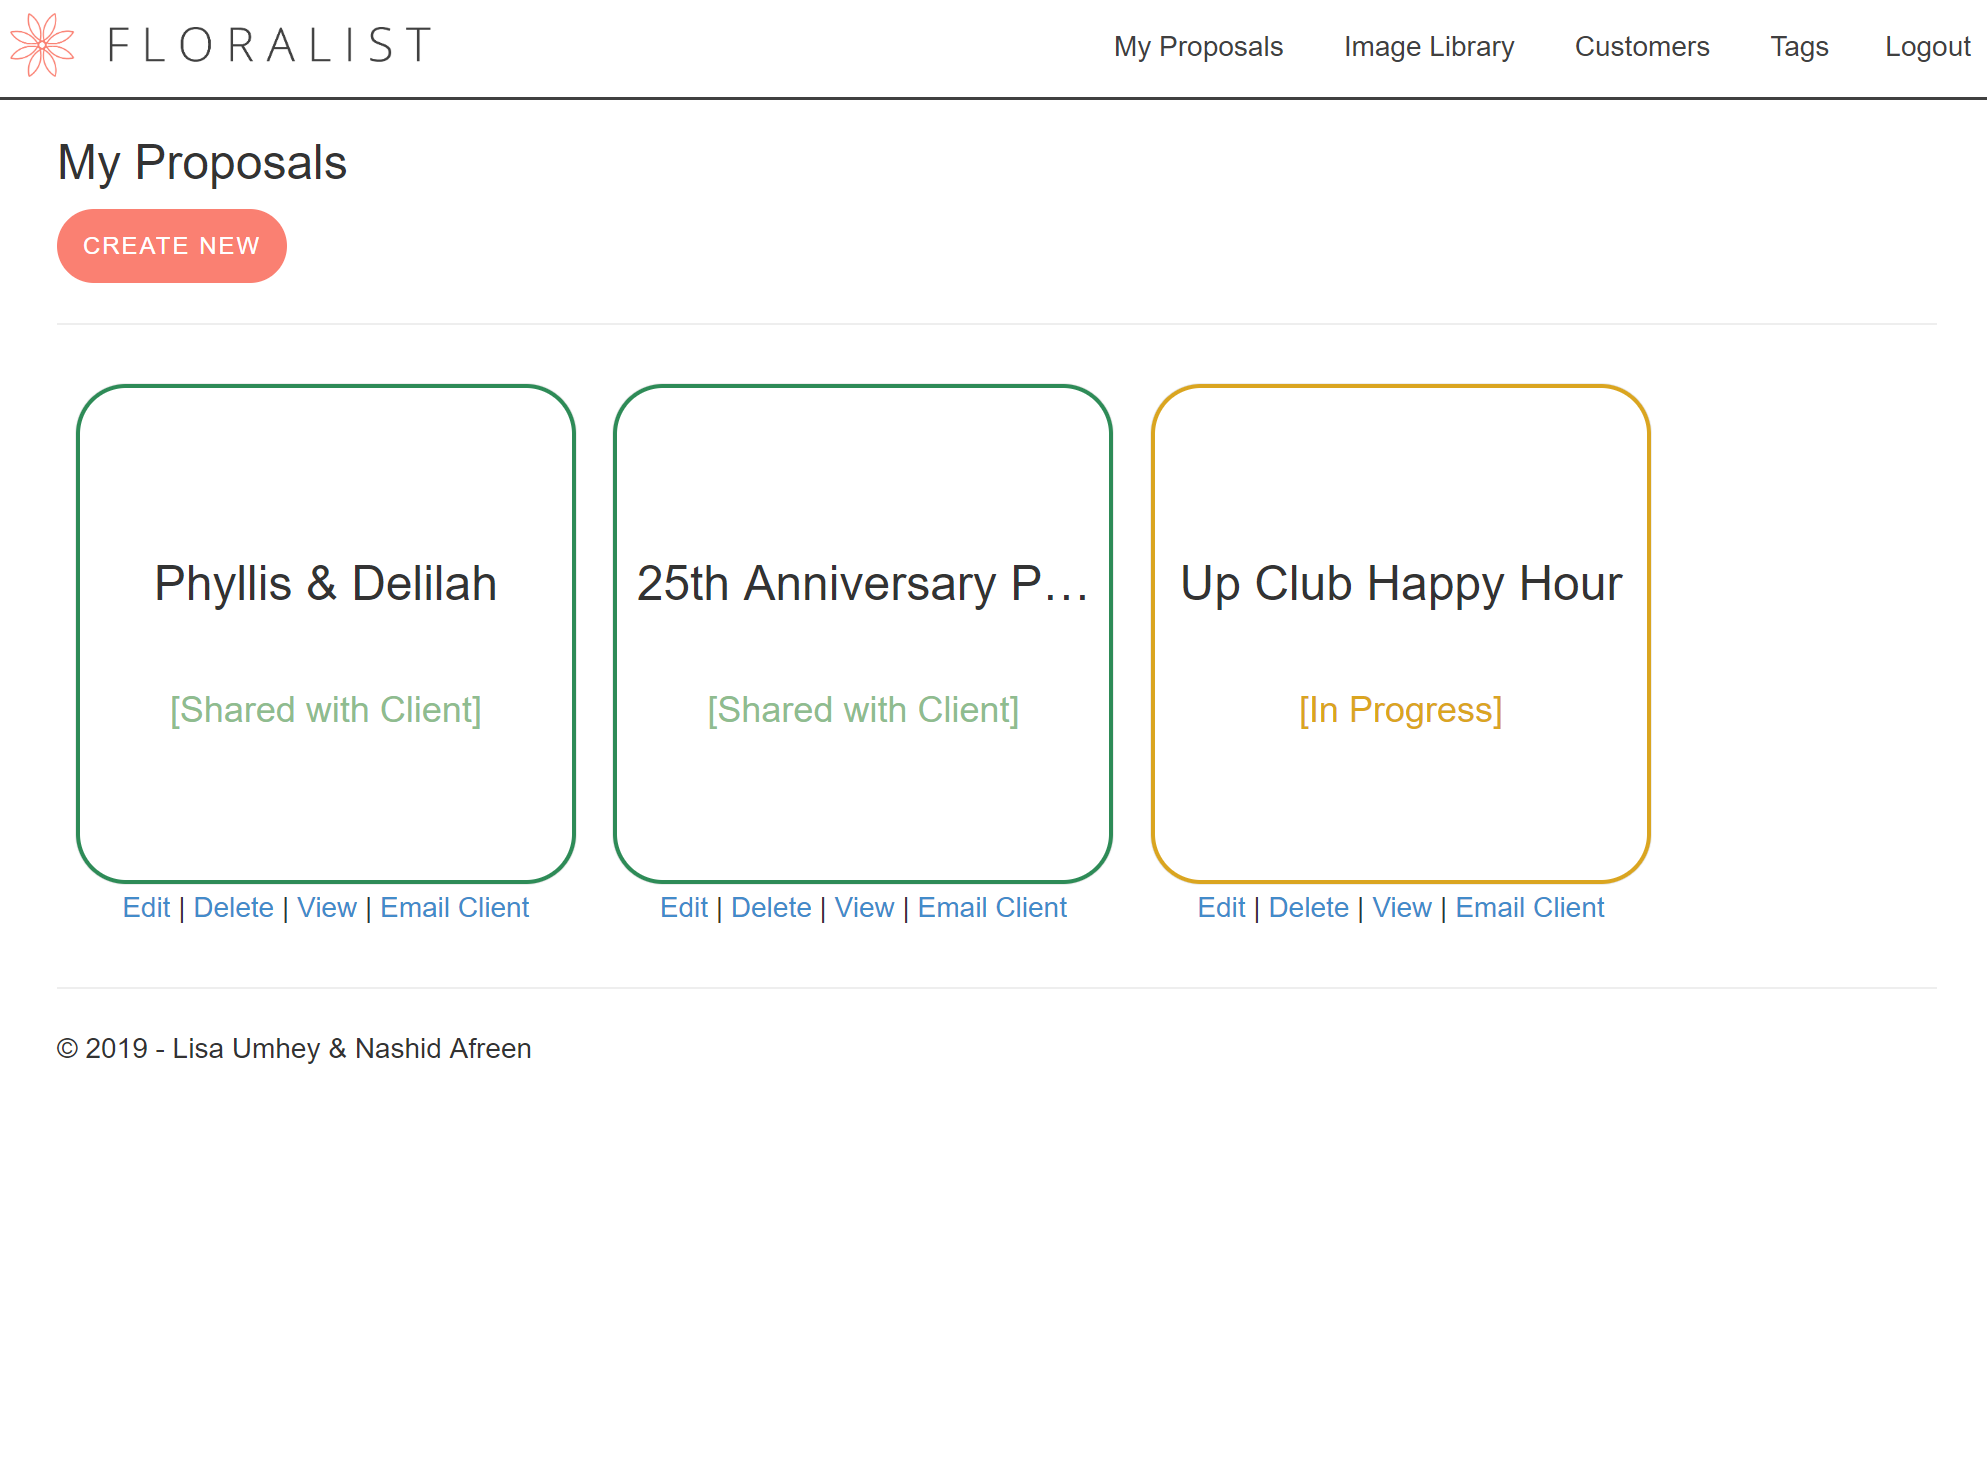 FLORALIST
My Proposals Image Library Customers Tags Logout
My Proposals
CREATE NEW
Phyllis & Delilah
[Shared with Client]
Edit | Delete | View | Email Client
25th Anniversary P…
[Shared with Client]
Edit | Delete | View | Email Client
Up Club Happy Hour
[In Progress]
Edit | Delete | View | Email Client
© 2019 - Lisa Umhey & Nashid Afreen